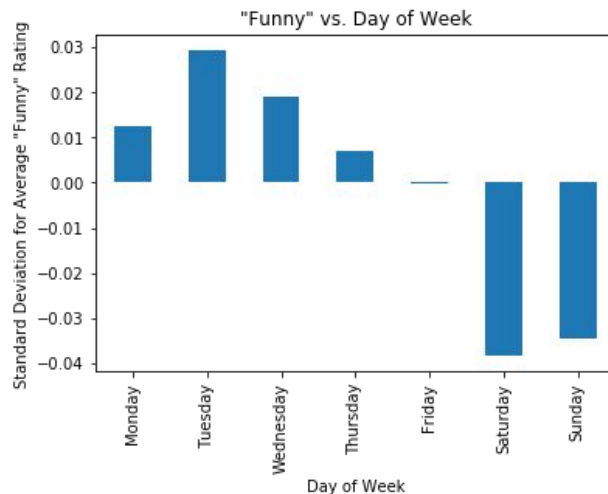 "Funny" vs. Day of Week
Standard Deviation for Average "Funny" Rating
0.03
0.02
0.01
0.00
−0.01
−0.02
−0.03
−0.04
Monday
Tuesday
Wednesday
Thursday
Friday
Saturday
Sunday
Day of Week